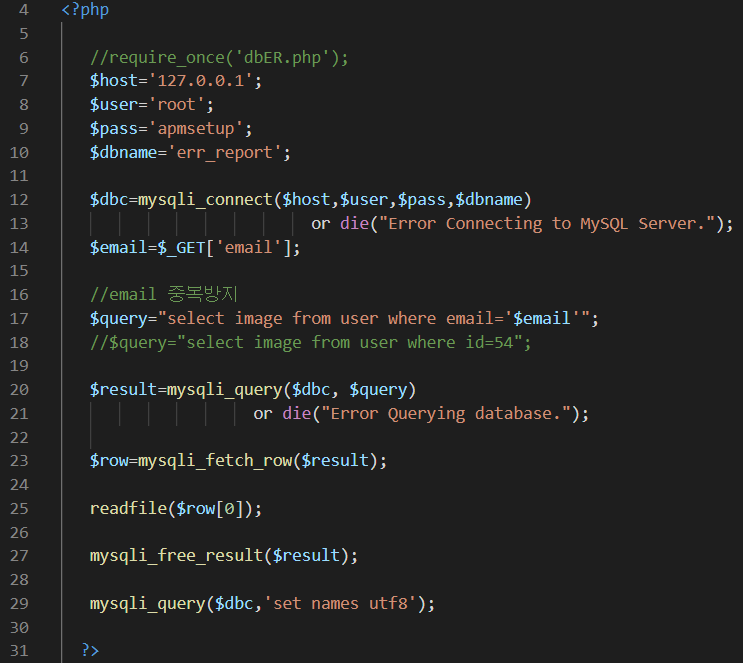 4 <?php
5
6 //require_once('dbER.php');
7 $host='127.0.0.1';
8 $user='root';
9 $pass='apmsetup';
10 $dbname='err_report';
11
12 $dbc=mysqli_connect($host,$user,$pass,$dbname)
13 or die("Error Connecting to MySQL Server.");
14 $email=$_GET['email'];
15
16 //email 중복방지
17 $query="select image from user where email='$email'";
18 //$query="select image from user where id=54";
19
20 $result=mysqli_query($dbc, $query)
21 or die("Error Querying database.");
22
23 $row=mysqli_fetch_row($result);
24
25 readfile($row[0]);
26
27 mysqli_free_result($result);
28
29 mysqli_query($dbc,'set names utf8');
30
31 ?>